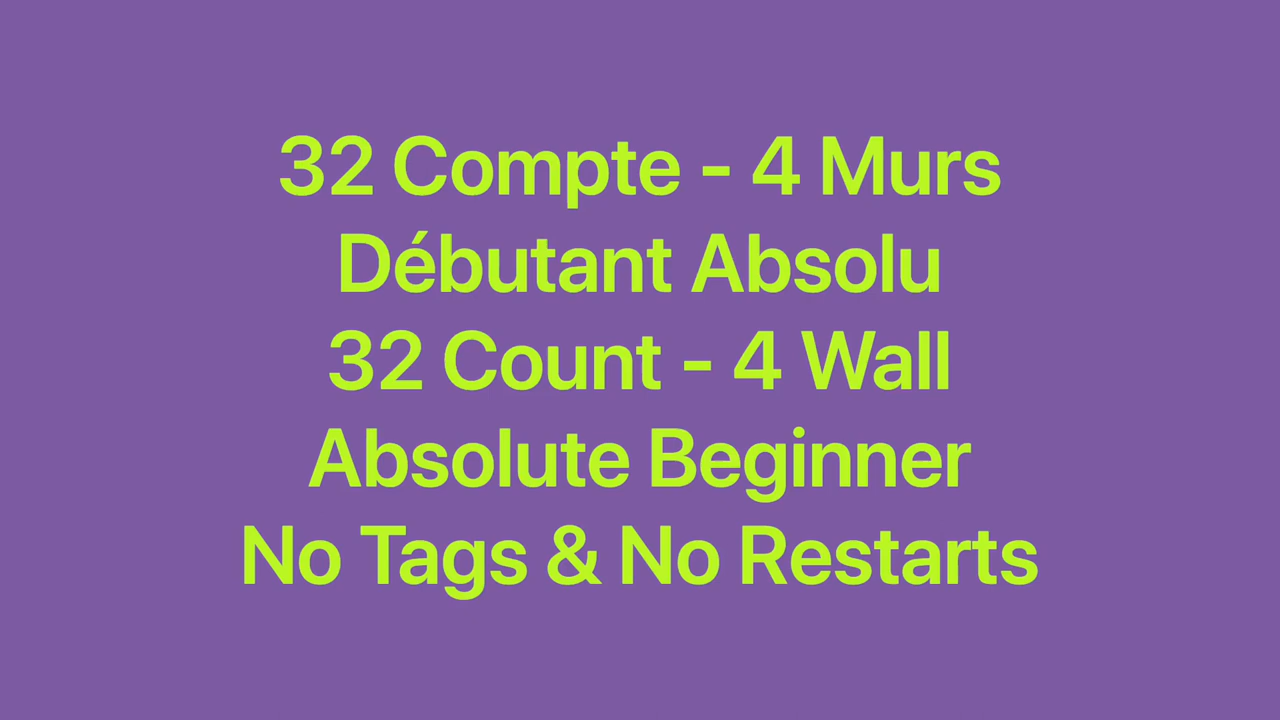 32 Compte - 4 Murs
Débutant Absolu
32 Count - 4 Wall
Absolute Beginner
No Tags & No Restarts